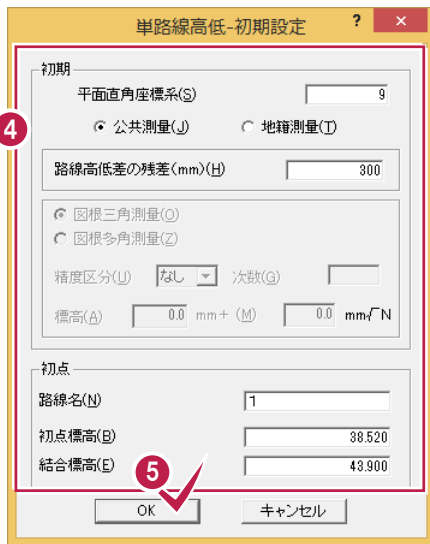 単路線高低-初期設定 ? ×
初期
平面直角座標系(S) 9
4
公共測量(J) 地籍測量(T)
路線高低差の残差(mm)(H) 300
図根三角測量(O)
図根多角測量(Z)
精度区分(U) なし 次数(G)
標高(A) 0.0 mm+ (M) 0.0 mm√N
初点
路線名(N) 1
初点標高(B) 38.520
結合標高(E) 43.900
5
OK キャンセル